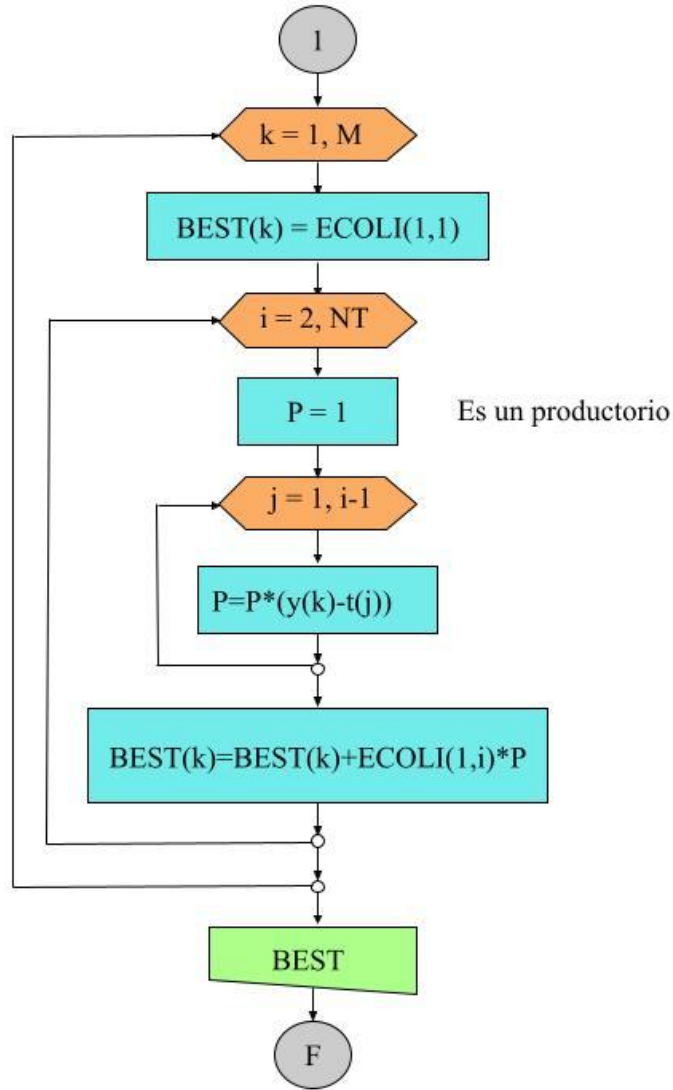 1
k = 1, M
BEST(k) = ECOLI(1,1)
i = 2, NT
P = 1
Es un productorio
j = 1, i-1
P=P*(y(k)-t(j))
BEST(k)=BEST(k)+ECOLI(1,i)*P
BEST
F